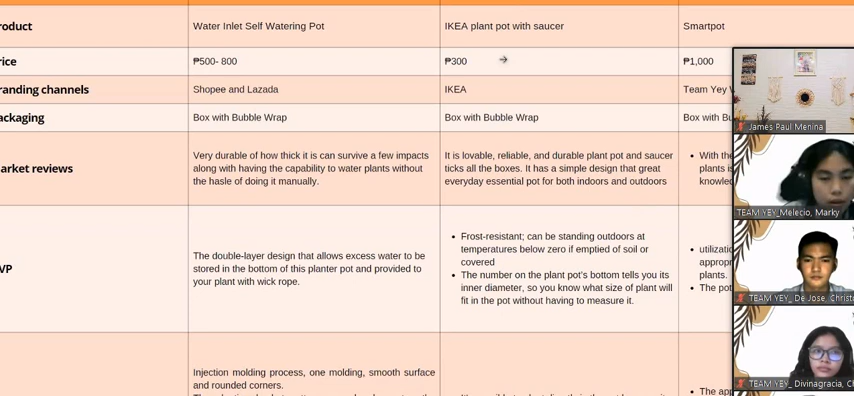 roduct
Water Inlet Self Watering Pot
IKEA plant pot with saucer
Smartpot
rice
₱500- 800
₱300
₱1,000
randing channels
Shopee and Lazada
IKEA
Team Yey
ackaging
Box with Bubble Wrap
Box with Bubble Wrap
Box with Bu
arket reviews
Very durable of how thick it is can survive a few impacts
along with having the capability to water plants without
the hasle of doing it manually.
It is lovable, reliable, and durable plant pot and saucer
ticks all the boxes. It has a simple design that great
everyday essential pot for both indoors and outdoors
With the
plants is
knowled
VP
The double-layer design that allows excess water to be
stored in the bottom of this planter pot and provided to
your plant with wick rope.
Frost-resistant; can be standing outdoors at
temperatures below zero if emptied of soil or
covered
The number on the plant pot's bottom tells you its
inner diameter, so you know what size of plant will
fit in the pot without having to measure it.
utilizatio
approp
plants.
The pot
Injection molding process, one molding, smooth surface
and rounded corners.
The app
James Paul Menina
TEAM YEY_Melecio, Marky
TEAM YEY_ De Jose, Christo
TEAM YEY_ Divinagracia, Ch